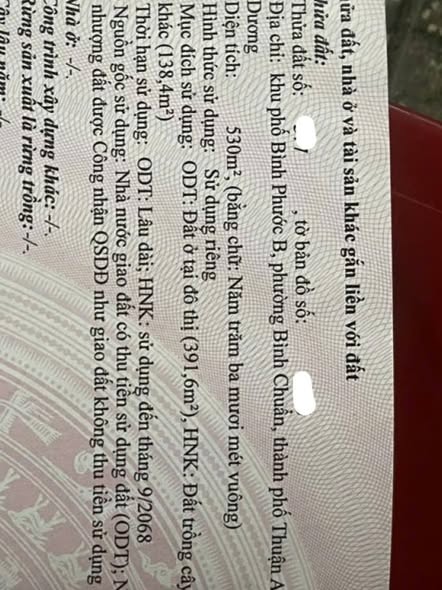 ửa đất, nhà ở và tài sản khác gắn liền với đất
hửa đất:
Thửa đất số: , tờ bản đồ số:
Địa chỉ: khu phố Bình Phước B, phường Bình Chuẩn, thành phố Thuận A
Dương
Diện tích: 530m², (bằng chữ: Năm trăm ba mươi mét vuông)
Hình thức sử dụng: Sử dụng riêng
Mục đích sử dụng: ODT: Đất ở tại đô thị (391,6m²), HNK: Đất trồng cây
khác (138,4m²)
Thời hạn sử dụng: ODT: Lâu dài; HNK: sử dụng đến tháng 9/2068
Nguồn gốc sử dụng: Nhà nước giao đất có thu tiền sử dụng đất (ODT); N
nhượng đất được Công nhận QSDĐ như giao đất không thu tiền sử dụng
Nhà ở: -/-.
Công trình xây dựng khác: -/-.
Rừng sản xuất là rừng trồng: -/-.